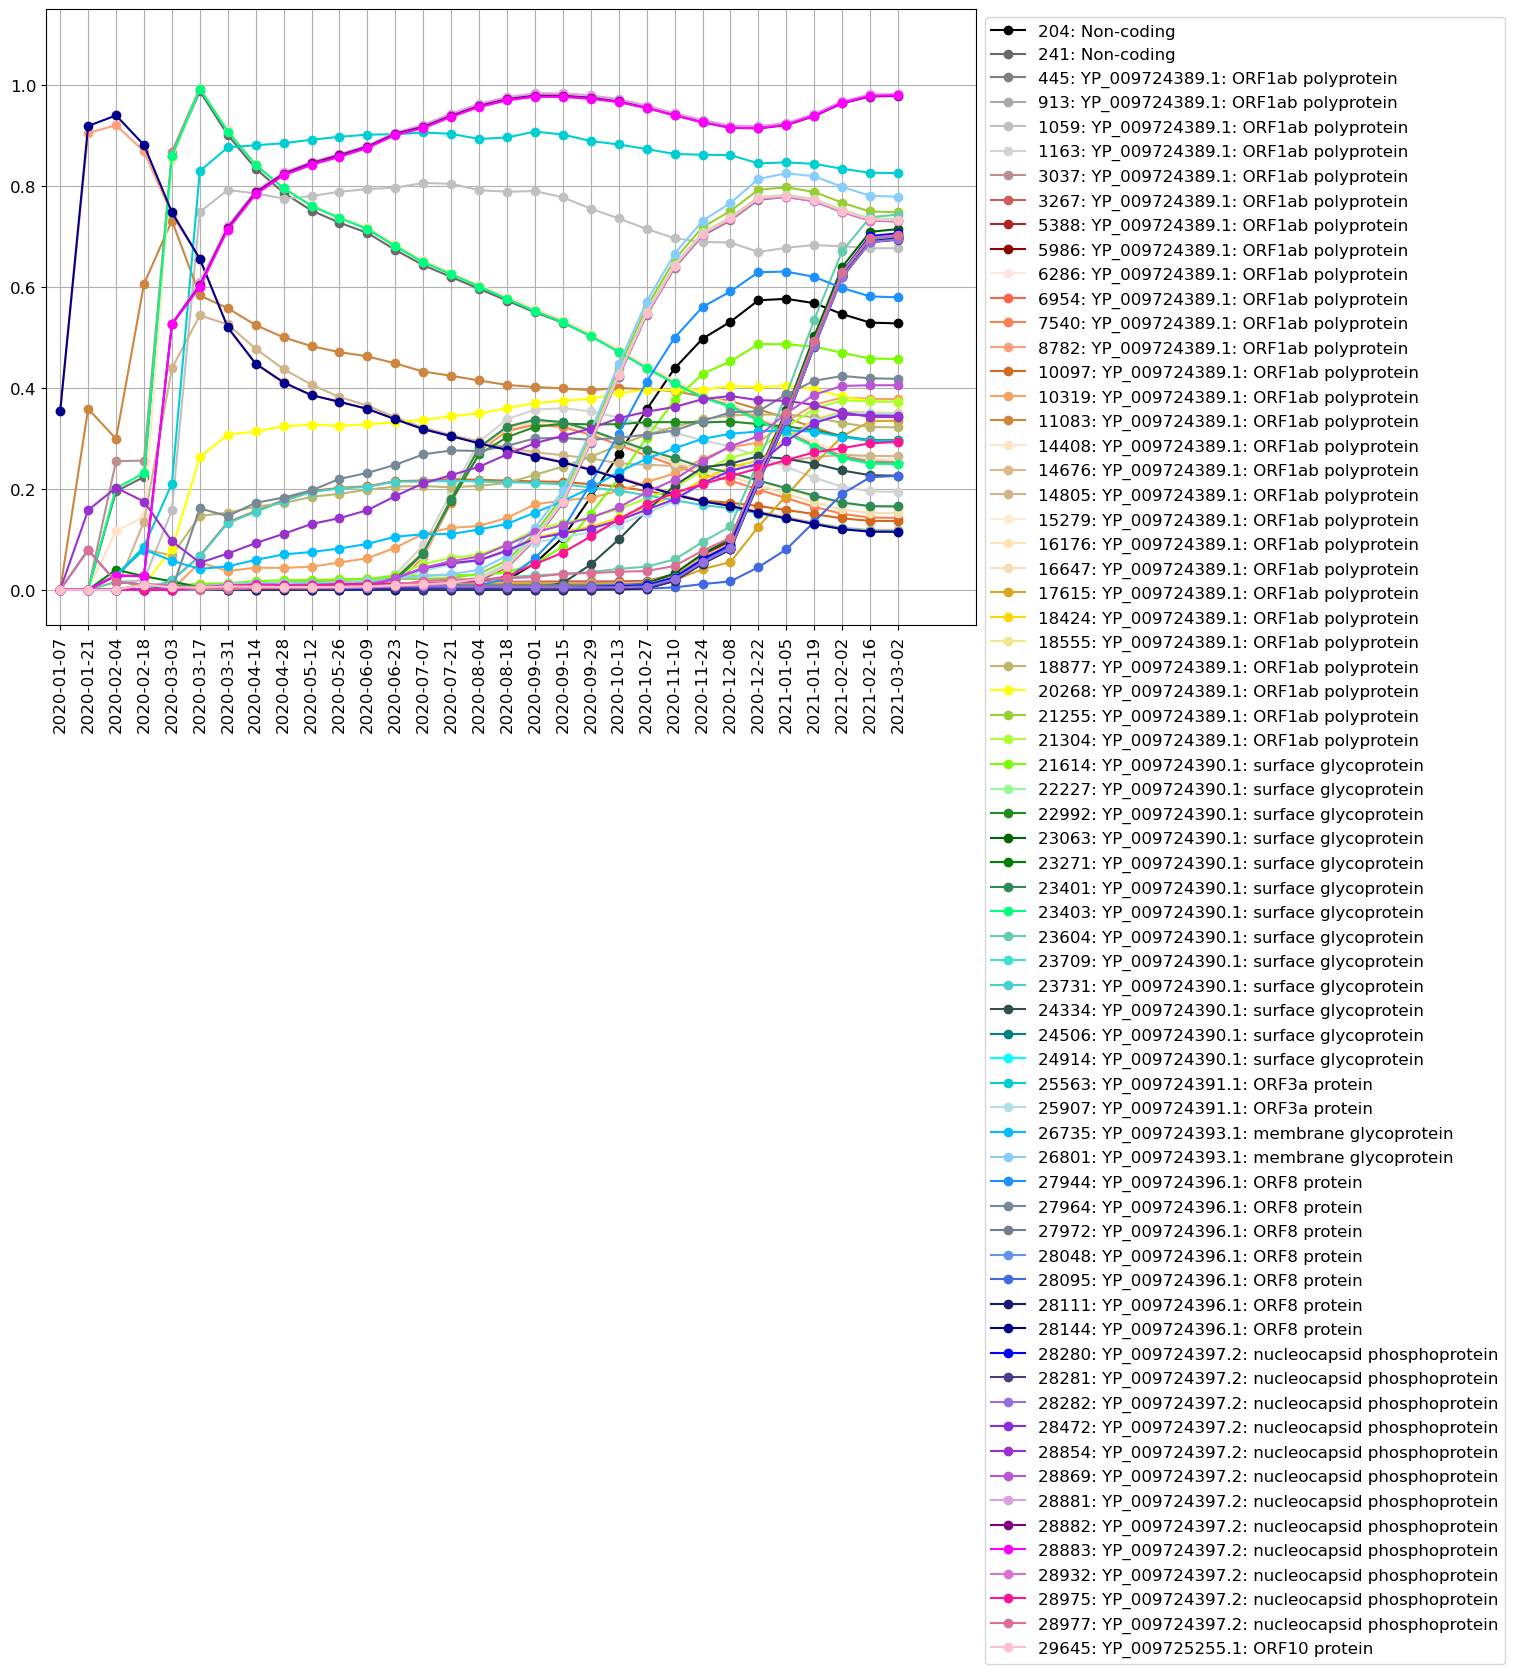 1.0
0.8
0.6
0.4
0.2
0.0
2020-01-07
2020-01-21
2020-02-04
2020-02-18
2020-03-03
2020-03-17
2020-03-31
2020-04-14
2020-04-28
2020-05-12
2020-05-26
2020-06-09
2020-06-23
2020-07-07
2020-07-21
2020-08-04
2020-08-18
2020-09-01
2020-09-15
2020-09-29
2020-10-13
2020-10-27
2020-11-10
2020-11-24
2020-12-08
2020-12-22
2021-01-05
2021-01-19
2021-02-02
2021-02-16
2021-03-02
204: Non-coding
241: Non-coding
445: YP_009724389.1: ORF1ab polyprotein
913: YP_009724389.1: ORF1ab polyprotein
1059: YP_009724389.1: ORF1ab polyprotein
1163: YP_009724389.1: ORF1ab polyprotein
3037: YP_009724389.1: ORF1ab polyprotein
3267: YP_009724389.1: ORF1ab polyprotein
5388: YP_009724389.1: ORF1ab polyprotein
5986: YP_009724389.1: ORF1ab polyprotein
6286: YP_009724389.1: ORF1ab polyprotein
6954: YP_009724389.1: ORF1ab polyprotein
7540: YP_009724389.1: ORF1ab polyprotein
8782: YP_009724389.1: ORF1ab polyprotein
10097: YP_009724389.1: ORF1ab polyprotein
10319: YP_009724389.1: ORF1ab polyprotein
11083: YP_009724389.1: ORF1ab polyprotein
14408: YP_009724389.1: ORF1ab polyprotein
14676: YP_009724389.1: ORF1ab polyprotein
14805: YP_009724389.1: ORF1ab polyprotein
15279: YP_009724389.1: ORF1ab polyprotein
16176: YP_009724389.1: ORF1ab polyprotein
16647: YP_009724389.1: ORF1ab polyprotein
17615: YP_009724389.1: ORF1ab polyprotein
18424: YP_009724389.1: ORF1ab polyprotein
18555: YP_009724389.1: ORF1ab polyprotein
18877: YP_009724389.1: ORF1ab polyprotein
20268: YP_009724389.1: ORF1ab polyprotein
21255: YP_009724389.1: ORF1ab polyprotein
21304: YP_009724389.1: ORF1ab polyprotein
21614: YP_009724390.1: surface glycoprotein
22227: YP_009724390.1: surface glycoprotein
22992: YP_009724390.1: surface glycoprotein
23063: YP_009724390.1: surface glycoprotein
23271: YP_009724390.1: surface glycoprotein
23401: YP_009724390.1: surface glycoprotein
23403: YP_009724390.1: surface glycoprotein
23604: YP_009724390.1: surface glycoprotein
23709: YP_009724390.1: surface glycoprotein
23731: YP_009724390.1: surface glycoprotein
24334: YP_009724390.1: surface glycoprotein
24506: YP_009724390.1: surface glycoprotein
24914: YP_009724390.1: surface glycoprotein
25563: YP_009724391.1: ORF3a protein
25907: YP_009724391.1: ORF3a protein
26735: YP_009724393.1: membrane glycoprotein
26801: YP_009724393.1: membrane glycoprotein
27944: YP_009724396.1: ORF8 protein
27964: YP_009724396.1: ORF8 protein
27972: YP_009724396.1: ORF8 protein
28048: YP_009724396.1: ORF8 protein
28095: YP_009724396.1: ORF8 protein
28111: YP_009724396.1: ORF8 protein
28144: YP_009724396.1: ORF8 protein
28280: YP_009724397.2: nucleocapsid phosphoprotein
28281: YP_009724397.2: nucleocapsid phosphoprotein
28282: YP_009724397.2: nucleocapsid phosphoprotein
28472: YP_009724397.2: nucleocapsid phosphoprotein
28854: YP_009724397.2: nucleocapsid phosphoprotein
28869: YP_009724397.2: nucleocapsid phosphoprotein
28881: YP_009724397.2: nucleocapsid phosphoprotein
28882: YP_009724397.2: nucleocapsid phosphoprotein
28883: YP_009724397.2: nucleocapsid phosphoprotein
28932: YP_009724397.2: nucleocapsid phosphoprotein
28975: YP_009724397.2: nucleocapsid phosphoprotein
28977: YP_009724397.2: nucleocapsid phosphoprotein
29645: YP_009725255.1: ORF10 protein